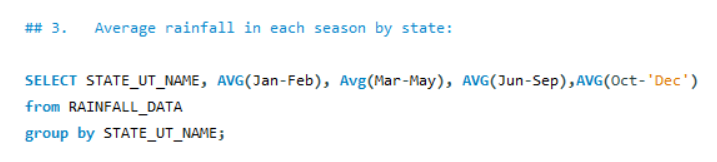 ## 3.   Average rainfall in each season by state:
SELECT STATE_UT_NAME, AVG(Jan-Feb), Avg(Mar-May), AVG(Jun-Sep),AVG(Oct-'Dec')
from RAINFALL_DATA
group by STATE_UT_NAME;